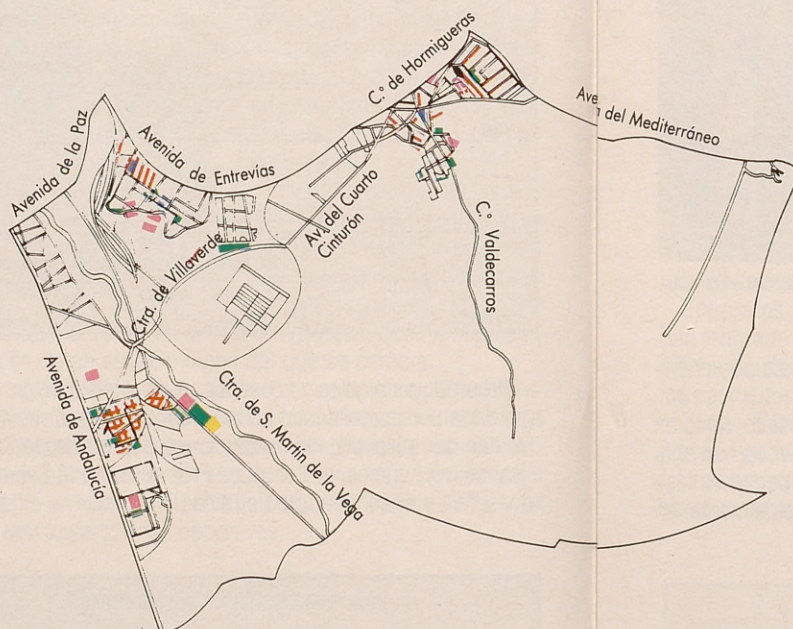 C.º de Hormigueras
Ave
a del Mediterráneo
Avenida de la Paz
Avenida de Entrevías
Av. del Cuarto
Cinturón
C.º Valdecarros
Ctra. de Villaverde
Avenida de Andalucía
Ctra. de S. Martín de la Vega